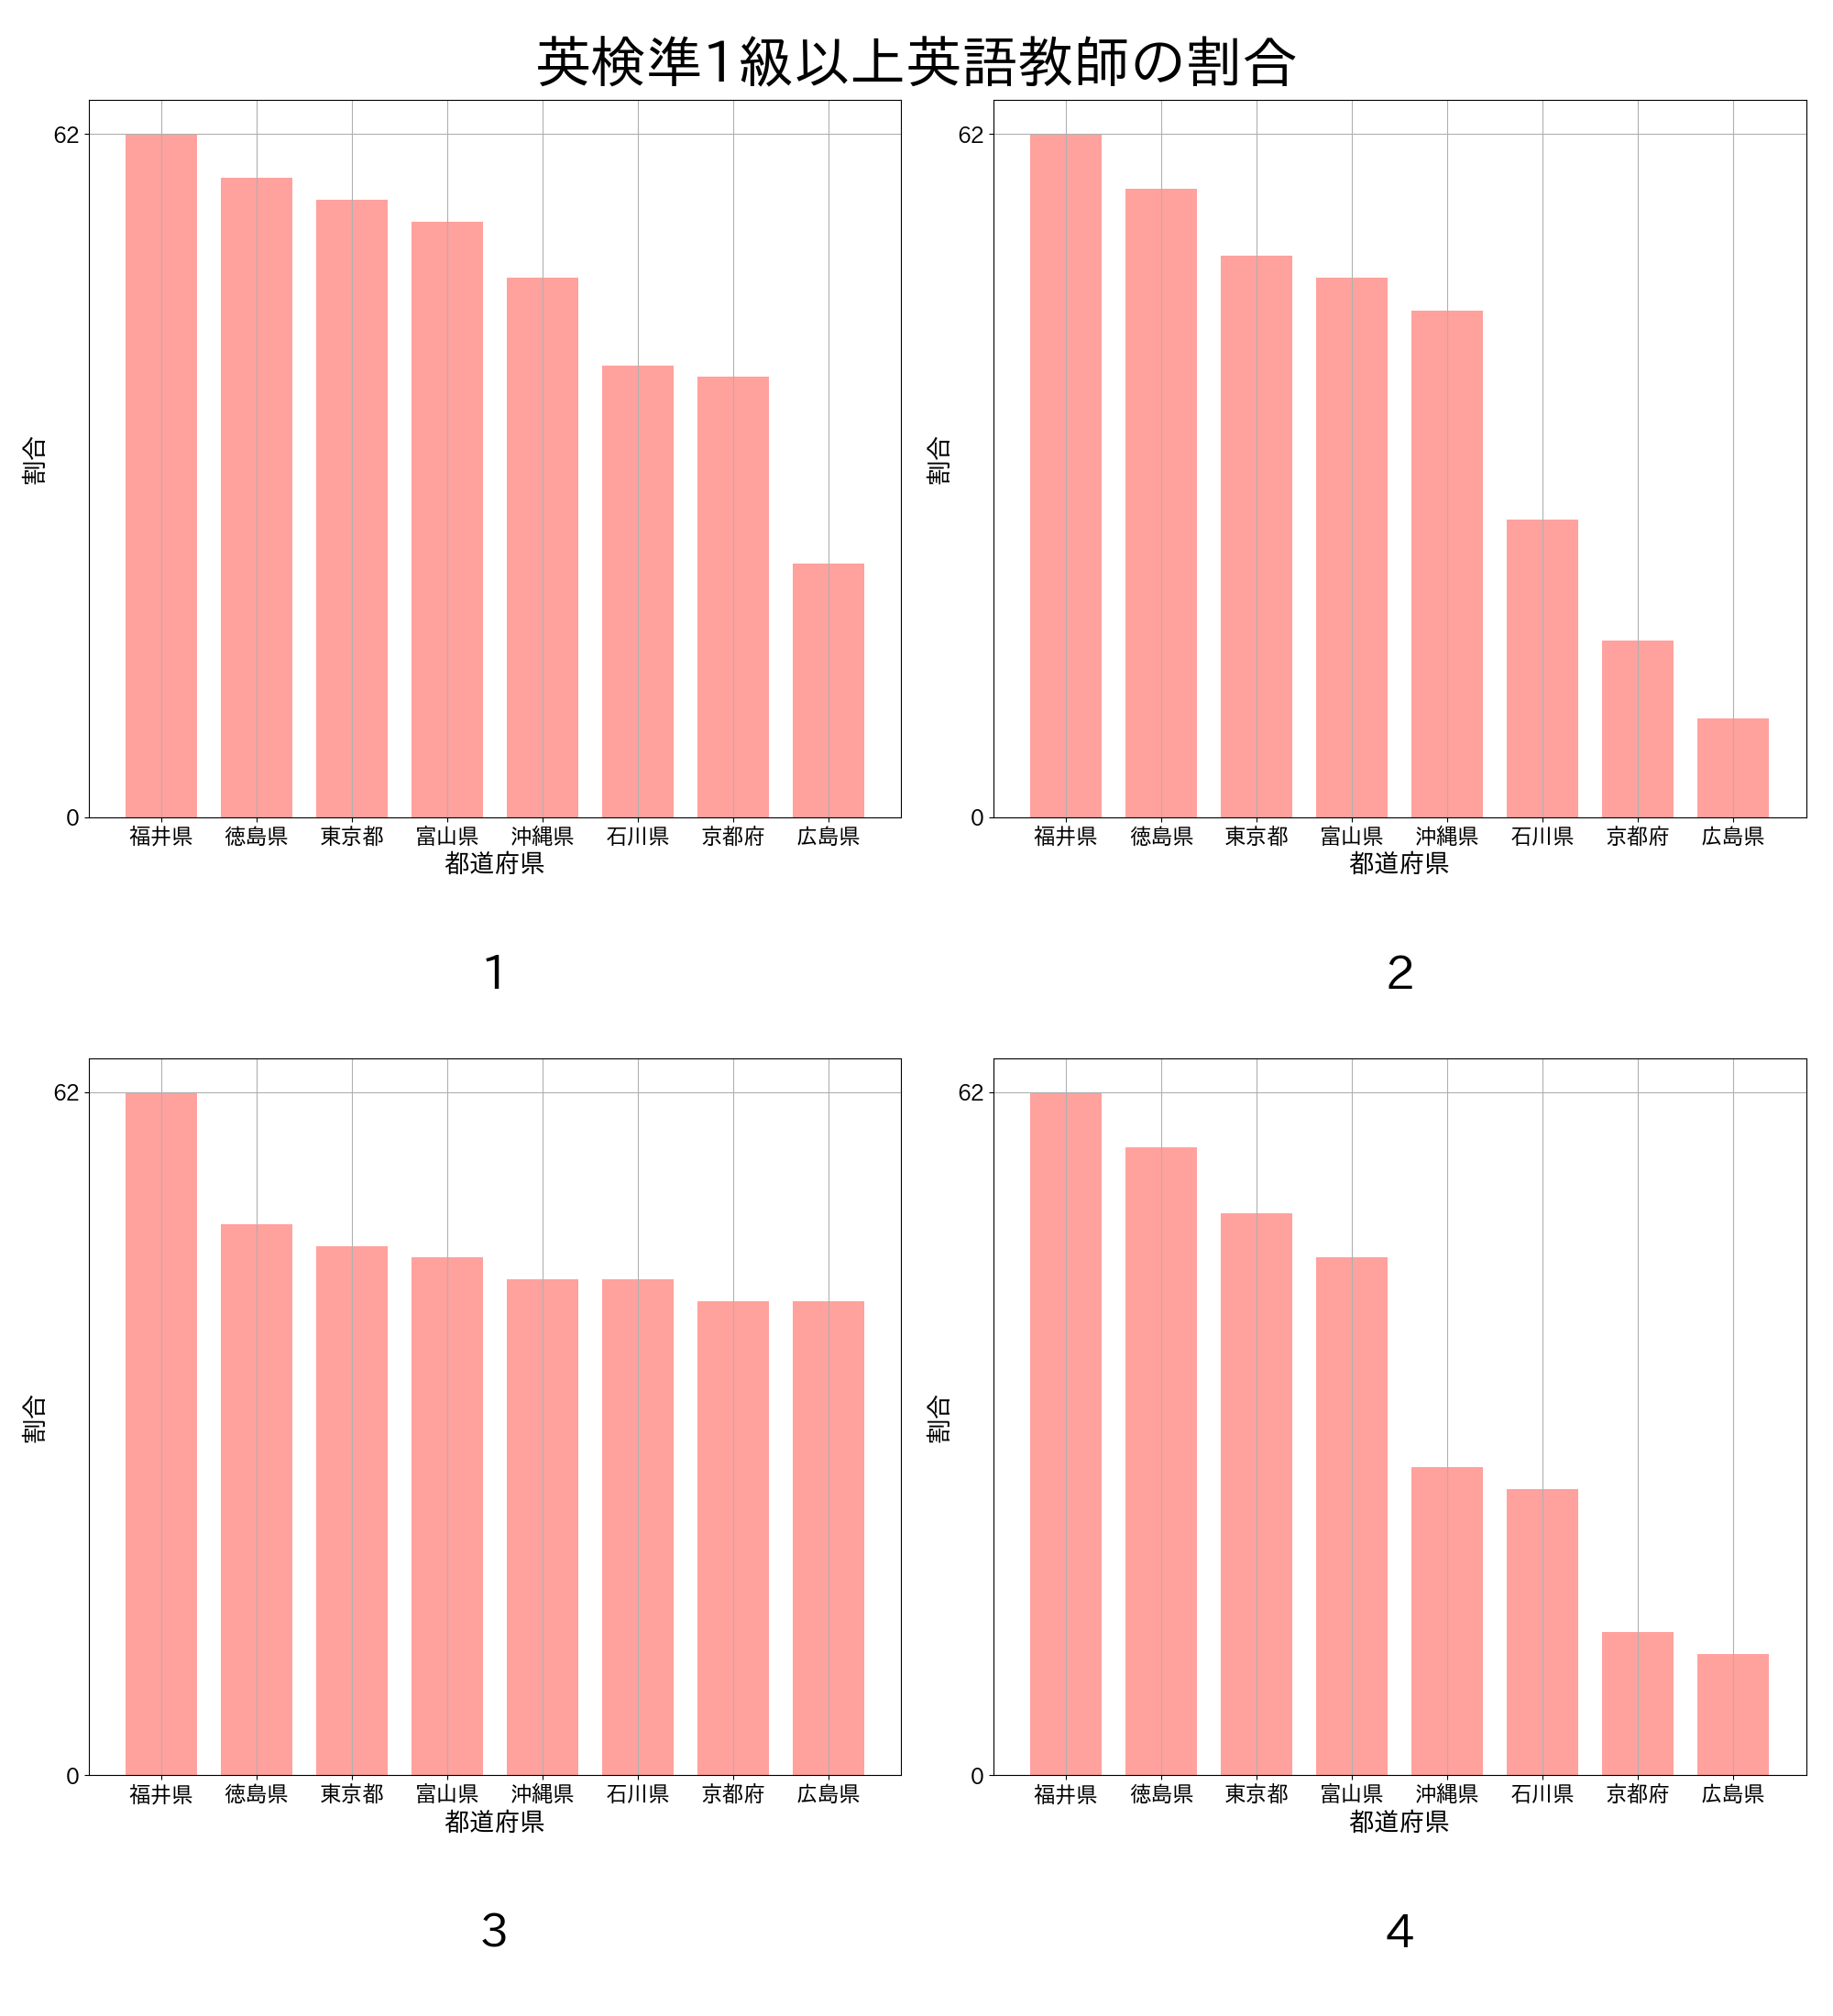 英検準1級以上英語教師の割合
62
0
割合
福井県 徳島県 東京都 富山県 沖縄県 石川県 京都府 広島県
都道府県
1
62
0
割合
福井県 徳島県 東京都 富山県 沖縄県 石川県 京都府 広島県
都道府県
2
62
0
割合
福井県 徳島県 東京都 富山県 沖縄県 石川県 京都府 広島県
都道府県
3
62
0
割合
福井県 徳島県 東京都 富山県 沖縄県 石川県 京都府 広島県
都道府県
4